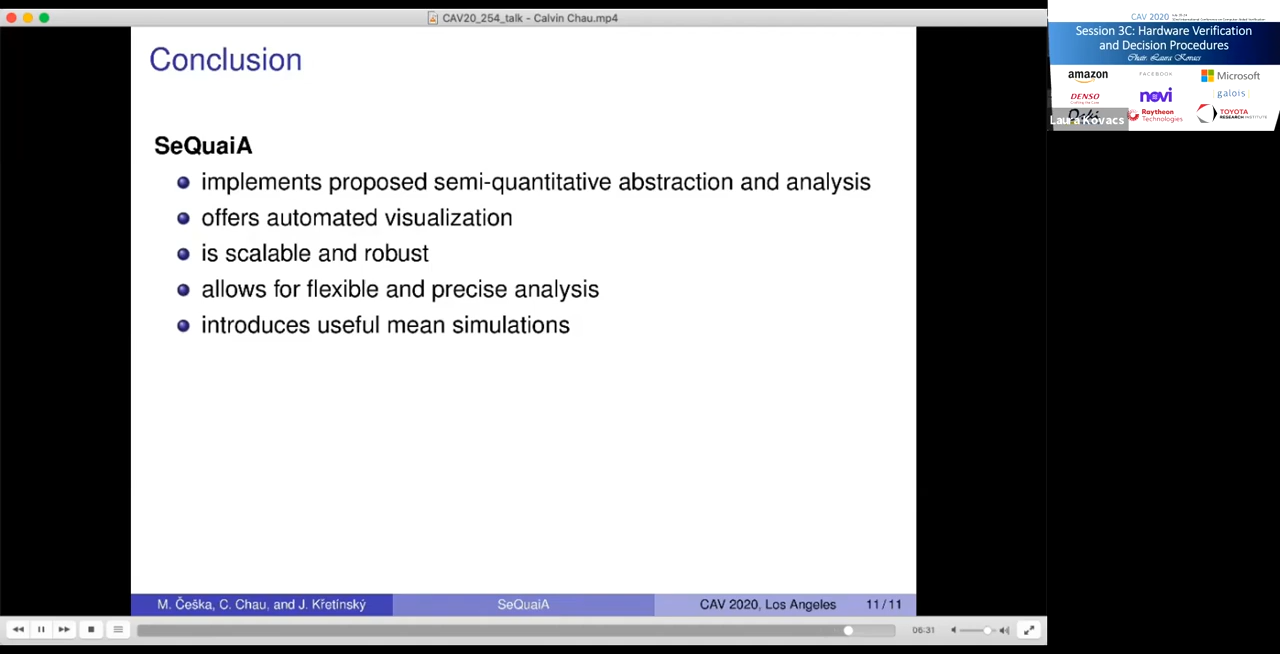 CAV20_254_talk - Calvin Chau.mp4
Conclusion
SeQuaiA
implements proposed semi-quantitative abstraction and analysis
offers automated visualization
is scalable and robust
allows for flexible and precise analysis
introduces useful mean simulations
M. Češka, C. Chau, and J. Křetínský
SeQuaiA
CAV 2020, Los Angeles
11/11
06:31
CAV 2020
Session 3C: Hardware Verification
and Decision Procedures
Chair: Laura Kovacs
amazon
FACEBOOK
Microsoft
DENSO
novi
galois
Raytheon
Technologies
TOYOTA
RESEARCH INSTITUTE
Laura Kovacs